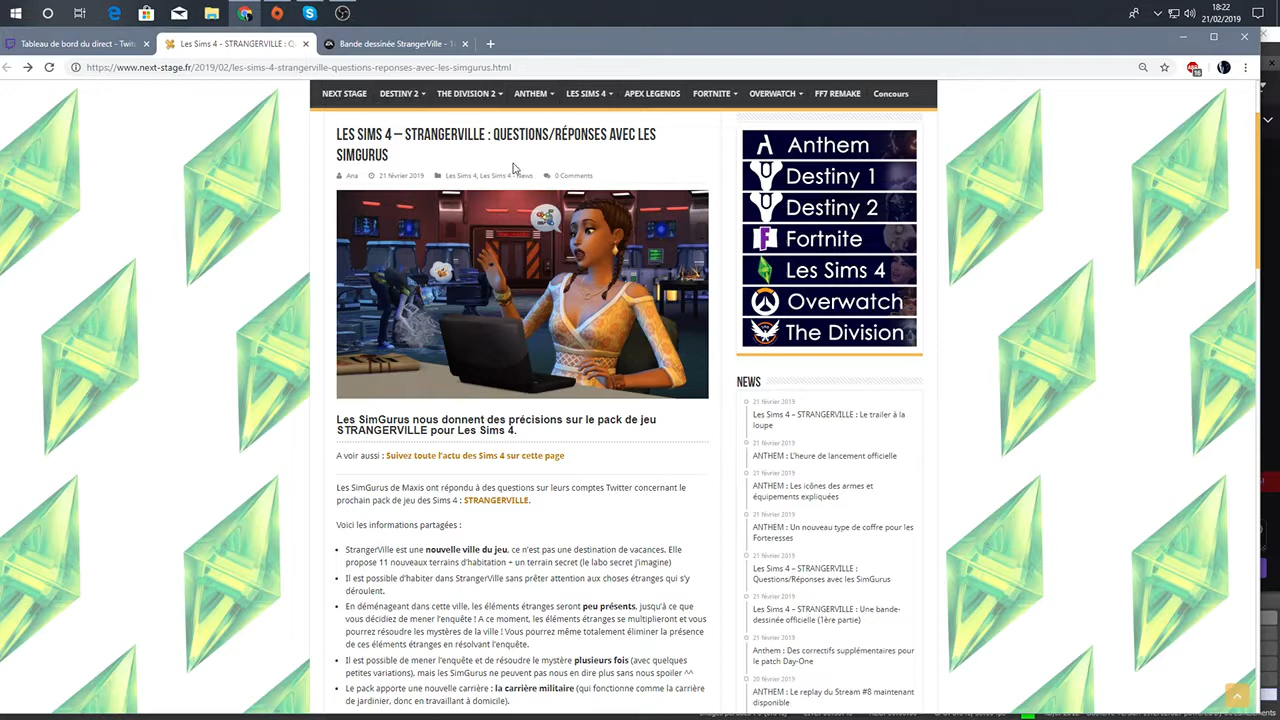 18:22
21/02/2019
Tableau de bord du direct - Twitc
Les Sims 4 - STRANGERVILLE : Q
Bande dessinée StrangerVille - 1
https://www.next-stage.fr/2019/02/les-sims-4-strangerville-questions-reponses-avec-les-simgurus.html
NEXT STAGE DESTINY 2 THE DIVISION 2 ANTHEM LES SIMS 4 APEX LEGENDS FORTNITE OVERWATCH FF7 REMAKE Concours
LES SIMS 4 – STRANGERVILLE : QUESTIONS/RÉPONSES AVEC LES
SIMGURUS
Ana 21 février 2019 Les Sims 4, Les Sims 4 - News 0 Comments
Les SimGurus nous donnent des précisions sur le pack de jeu
STRANGERVILLE pour Les Sims 4.
A voir aussi : Suivez toute l'actu des Sims 4 sur cette page
Les SimGurus de Maxis ont répondu à des questions sur leurs comptes Twitter concernant le
prochain pack de jeu des Sims 4 : STRANGERVILLE.
Voici les informations partagées :
StrangerVille est une nouvelle ville du jeu, ce n'est pas une destination de vacances. Elle
propose 11 nouveaux terrains d'habitation + un terrain secret (le labo secret j'imagine)
Il est possible d'habiter dans StrangerVille sans prêter attention aux choses étranges qui s'y
déroulent.
En déménageant dans cette ville, les éléments étranges seront peu présents, jusqu'à ce que
vous décidiez de mener l'enquête ! A ce moment, les éléments étranges se multiplieront et vous
pourrez résoudre les mystères de la ville ! Vous pourrez même totalement éliminer la présence
de ces éléments étranges en résolvant l'enquête.
Il est possible de mener l'enquête et de résoudre le mystère plusieurs fois (avec quelques
petites variations), mais les SimGurus ne peuvent pas nous en dire plus sans nous spoiler ^^
Le pack apporte une nouvelle carrière : la carrière militaire (qui fonctionne comme la carrière
de jardinier, donc en travaillant à domicile).
Anthem
Destiny 1
Destiny 2
Fortnite
Les Sims 4
Overwatch
The Division
NEWS
21 février 2019
Les Sims 4 – STRANGERVILLE : Le trailer à la
loupe
21 février 2019
ANTHEM : L'heure de lancement officielle
21 février 2019
ANTHEM : Les icônes des armes et
équipements expliquées
21 février 2019
ANTHEM : Un nouveau type de coffre pour les
Forteresses
21 février 2019
Les Sims 4 – STRANGERVILLE :
Questions/Réponses avec les SimGurus
21 février 2019
Les Sims 4 – STRANGERVILLE : Une bande-
dessinée officielle (1ère partie)
21 février 2019
Anthem : Des correctifs supplémentaires pour
le patch Day-One
20 février 2019
ANTHEM : Le replay du Stream #8 maintenant
disponible